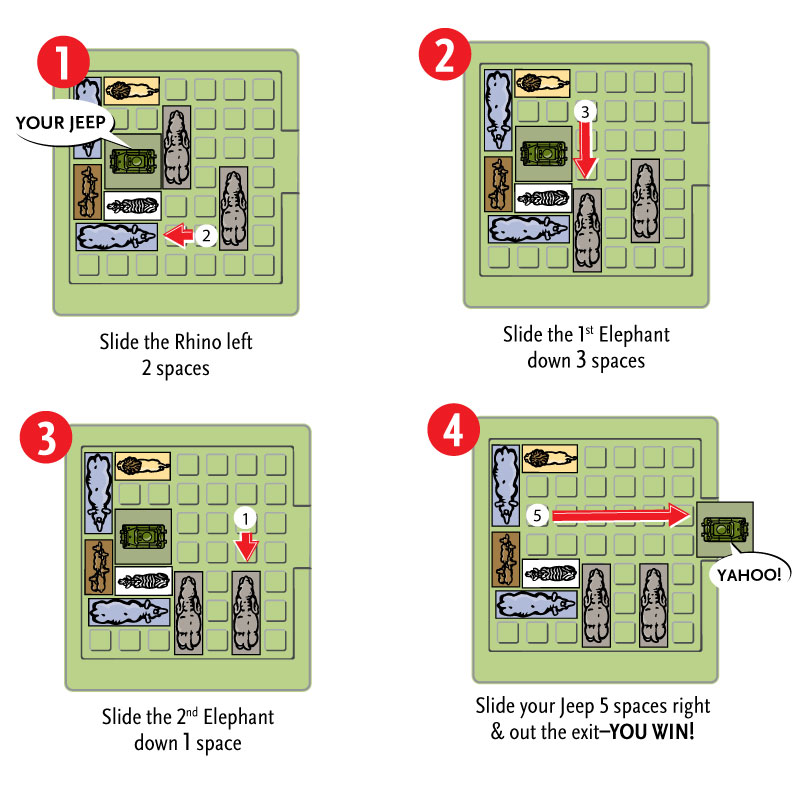 1
YOUR JEEP
2
Slide the Rhino left
2 spaces
2
3
Slide the 1st Elephant
down 3 spaces
3
1
Slide the 2nd Elephant
down 1 space
4
5
YAHOO!
Slide your Jeep 5 spaces right
& out the exit–YOU WIN!